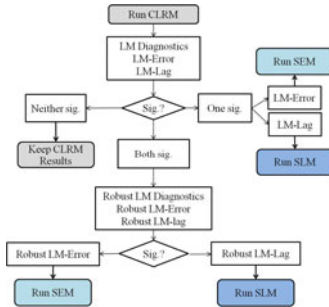 Run CLRM
LM Diagnostics
LM-Error
LM-Lag
Run SEM
Neither sig.
Sig.?
One sig.
LM-Error
LM-Lag
Keep CLRM
Results
Both sig.
Run SLM
Robust LM Diagnostics
Robust LM-Error
Robust LM-lag
Robust LM-Error
Sig.?
Robust LM-Lag
Run SEM
Run SLM